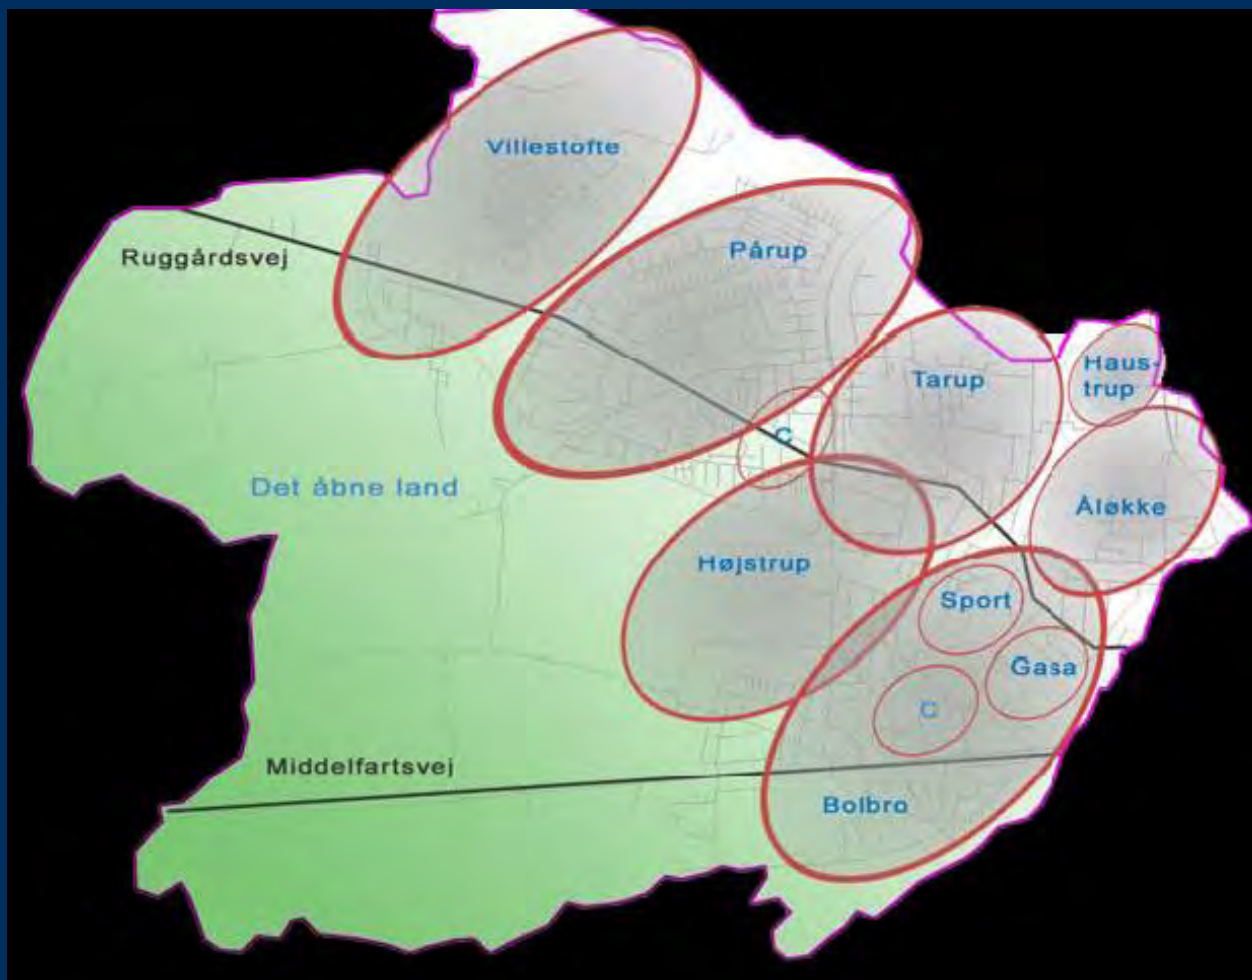 Villestofte
Pårup
Ruggårdsvej
Haus-
trup
Tarup
C
Det åbne land
Åløkke
Højstrup
Sport
Gasa
C
Middelfartsvej
Bolbro